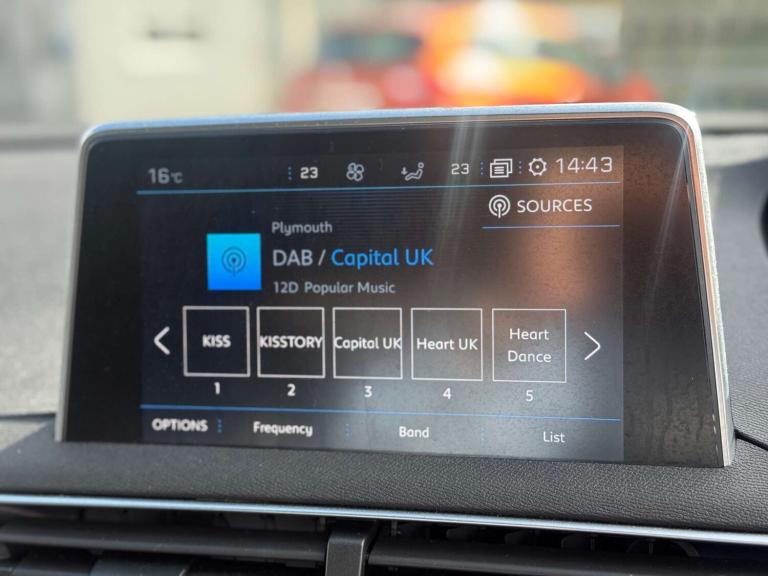 16°C 23 23 14:43
SOURCES
Plymouth
DAB / Capital UK
12D Popular Music
KISS KISSTORY Capital UK Heart UK Heart
Dance
1 2 3 4 5
OPTIONS Frequency Band List